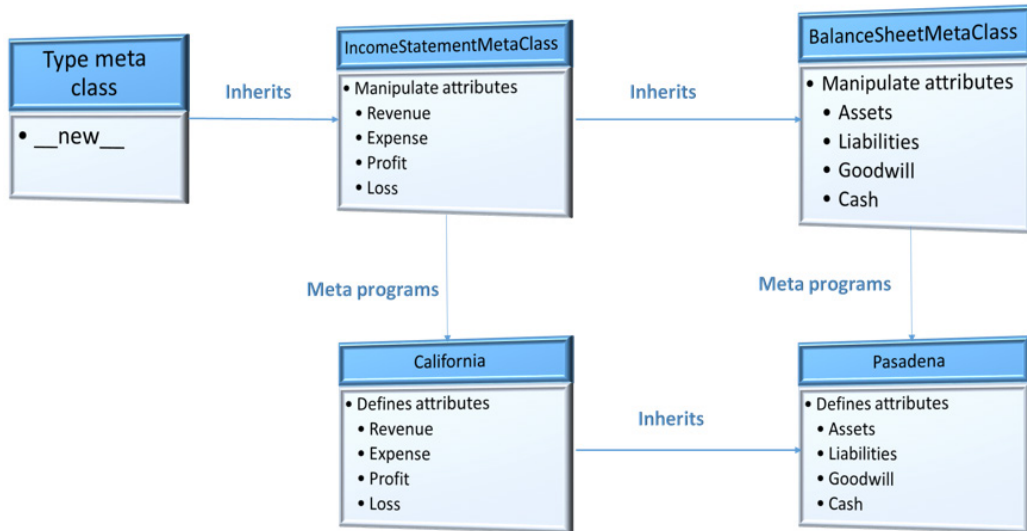 Type meta
class
• __new__
Inherits
IncomeStatementMetaClass
• Manipulate attributes
• Revenue
• Expense
• Profit
• Loss
Inherits
BalanceSheetMetaClass
• Manipulate attributes
• Assets
• Liabilities
• Goodwill
• Cash
Meta programs
Meta programs
California
• Defines attributes
• Revenue
• Expense
• Profit
• Loss
Inherits
Pasadena
• Defines attributes
• Assets
• Liabilities
• Goodwill
• Cash